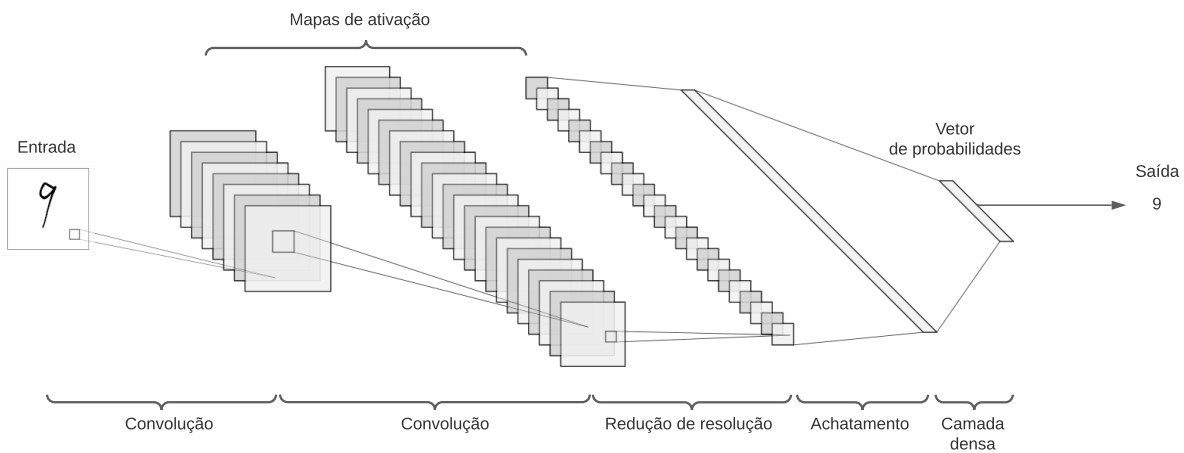 Mapas de ativação
Entrada
9
Vetor
de probabilidades
Saída
9
Convolução
Convolução
Redução de resolução
Achatamento
Camada
densa